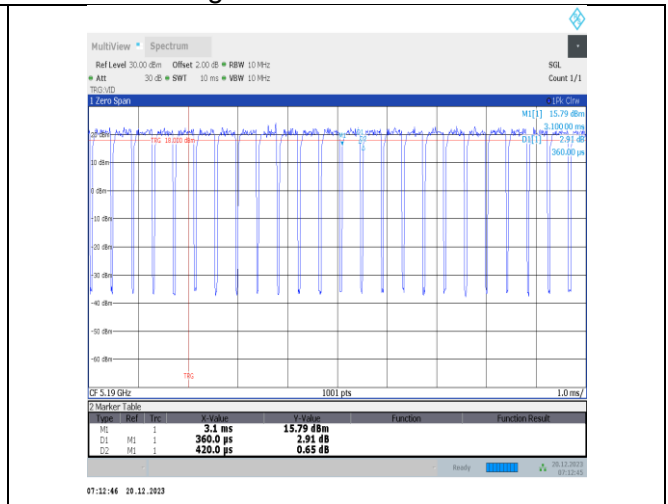 MultiView Spectrum
Ref Level 30.00 dBm Offset 2.00 dB RBW 10 MHz SGL
Att 30 dB SWT 10 ms VBW 10 MHz Count 1/1
TRG:VID
1 Zero Span 1Pk Clrw
M1[1] 15.79 dBm
3.10000 ms
TRG 18.000 dBm D1[1] 2.91 dB
360.00 µs
10 dBm
0 dBm
-10 dBm
-20 dBm
-30 dBm
-40 dBm
-50 dBm
-60 dBm
TRG
CF 5.19 GHz 1001 pts 1.0 ms/
2 Marker Table
Type Ref Trc X-Value Y-Value Function Function Result
M1 1 3.1 ms 15.79 dBm
D1 M1 1 360.0 µs 2.91 dB
D2 M1 1 420.0 µs 0.65 dB
Ready 20.12.2023
07:12:45
07:12:46 20.12.2023